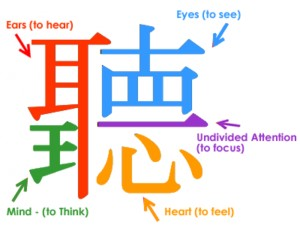 Ears (to hear)
Eyes (to see)
聽
Undivided Attention
(to focus)
Mind - (to Think)
Heart (to feel)